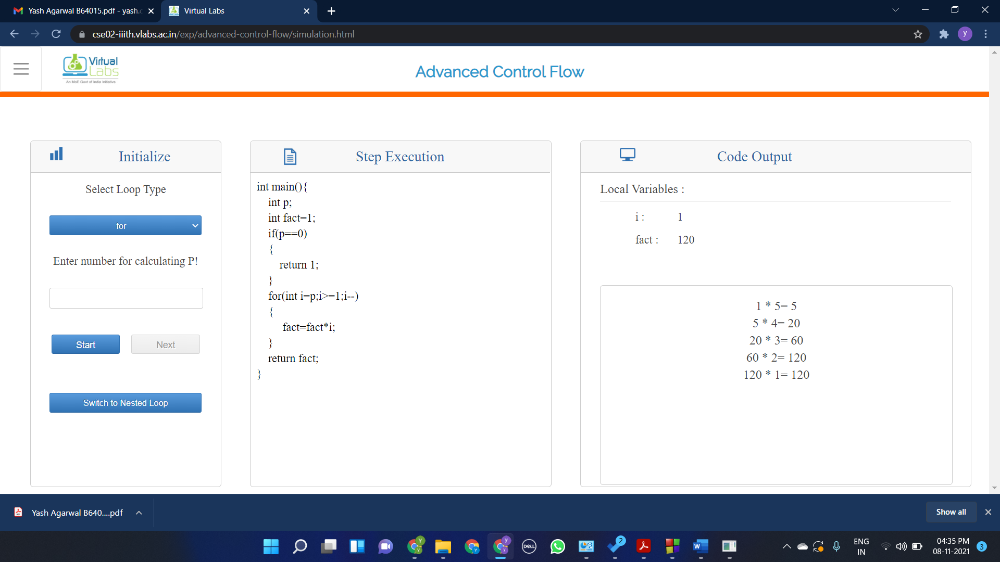 Yash Agarwal B64015.pdf - yash.c
Virtual Labs
cse02-iiith.vlabs.ac.in/exp/advanced-control-flow/simulation.html
y
Virtual
Labs
An MoE Govt of India Initiative
Advanced Control Flow
Initialize
Select Loop Type
for
Enter number for calculating P!
Start
Next
Switch to Nested Loop
Step Execution
int main(){
int p;
int fact=1;
if(p==0)
{
return 1;
}
for(int i=p;i>=1;i--)
{
fact=fact*i;
}
return fact;
}
Code Output
Local Variables :
i : 1
fact : 120
1 * 5= 5
5 * 4= 20
20 * 3= 60
60 * 2= 120
120 * 1= 120
Yash Agarwal B640....pdf
Show all
DELL
2
ENG
IN
04:35 PM
08-11-2021
3